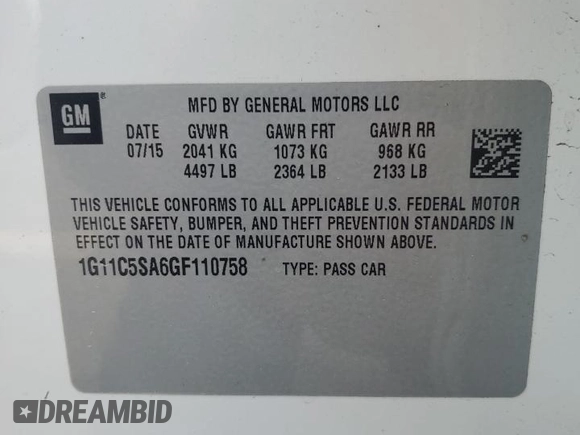 GM ®
MFD BY GENERAL MOTORS LLC
DATE GVWR GAWR FRT GAWR RR
07/15 2041 KG 1073 KG 968 KG
4497 LB 2364 LB 2133 LB
THIS VEHICLE CONFORMS TO ALL APPLICABLE U.S. FEDERAL MOTOR
VEHICLE SAFETY, BUMPER, AND THEFT PREVENTION STANDARDS IN
EFFECT ON THE DATE OF MANUFACTURE SHOWN ABOVE.
1G11C5SA6GF110758 TYPE: PASS CAR
DREAMBID